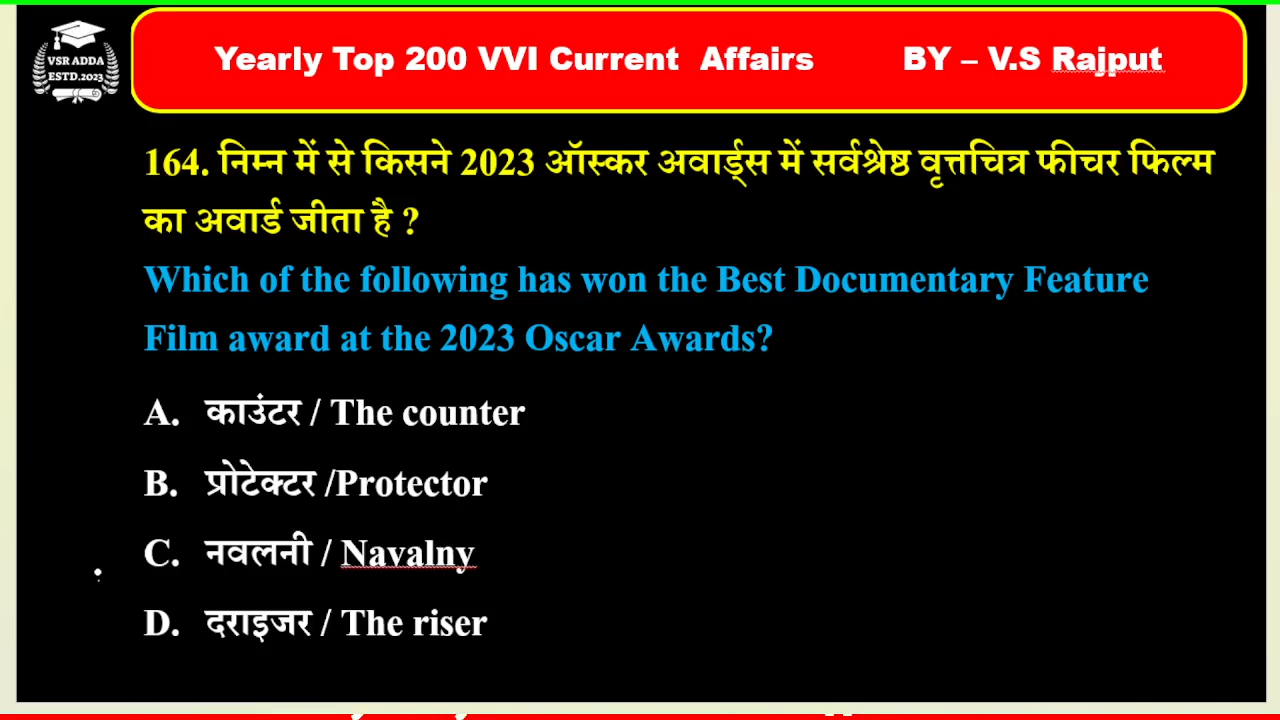 VSR ADDA
ESTD.2023
Yearly Top 200 VVI Current Affairs BY – V.S Rajput
164. निम्न में से किसने 2023 ऑस्कर अवार्ड्स में सर्वश्रेष्ठ वृत्तचित्र फीचर फिल्म
का अवार्ड जीता है ?
Which of the following has won the Best Documentary Feature
Film award at the 2023 Oscar Awards?
A. काउंटर / The counter
B. प्रोटेक्टर /Protector
C. नवलनी / Navalny
D. दराइजर / The riser